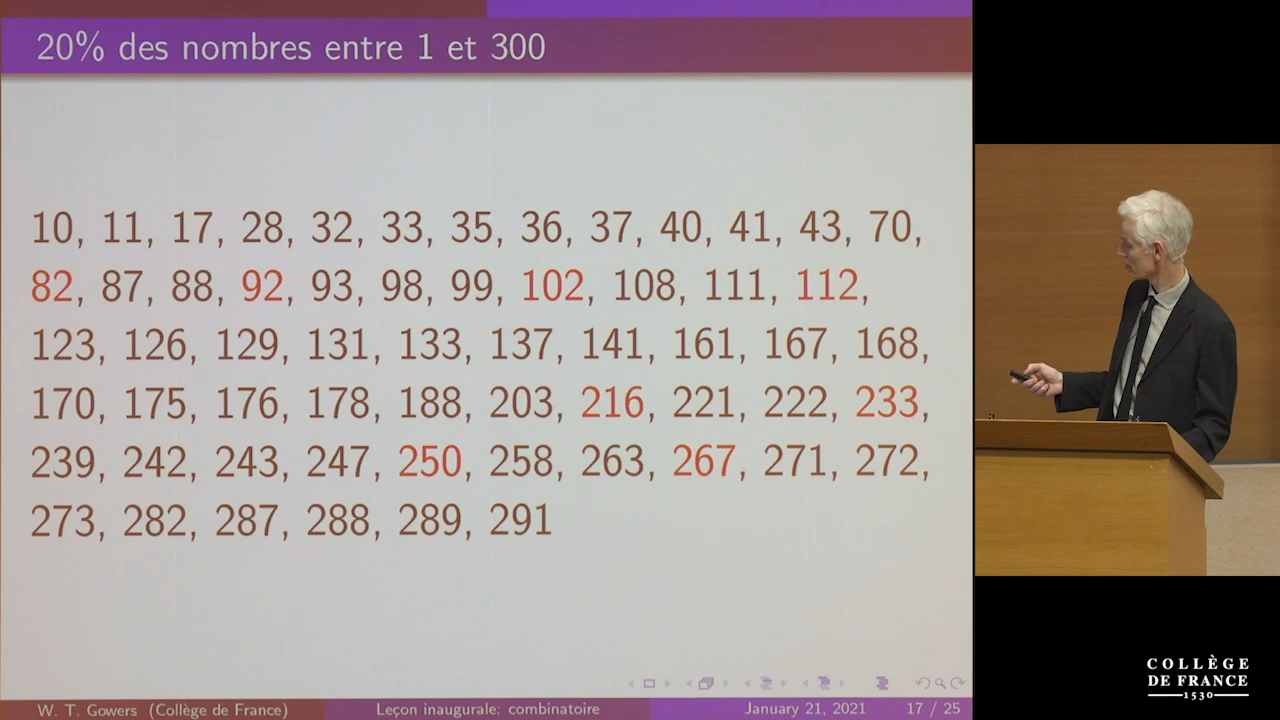 20% des nombres entre 1 et 300
10, 11, 17, 28, 32, 33, 35, 36, 37, 40, 41, 43, 70,
82, 87, 88, 92, 93, 98, 99, 102, 108, 111, 112,
123, 126, 129, 131, 133, 137, 141, 161, 167, 168,
170, 175, 176, 178, 188, 203, 216, 221, 222, 233,
239, 242, 243, 247, 250, 258, 263, 267, 271, 272,
273, 282, 287, 288, 289, 291
W. T. Gowers (Collège de France)
Leçon inaugurale: combinatoire
January 21, 2021
17 / 25
COLLÈGE
DE FRANCE
1530